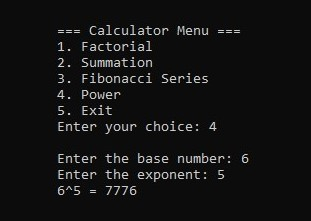 === Calculator Menu ===
1. Factorial
2. Summation
3. Fibonacci Series
4. Power
5. Exit
Enter your choice: 4
Enter the base number: 6
Enter the exponent: 5
6^5 = 7776